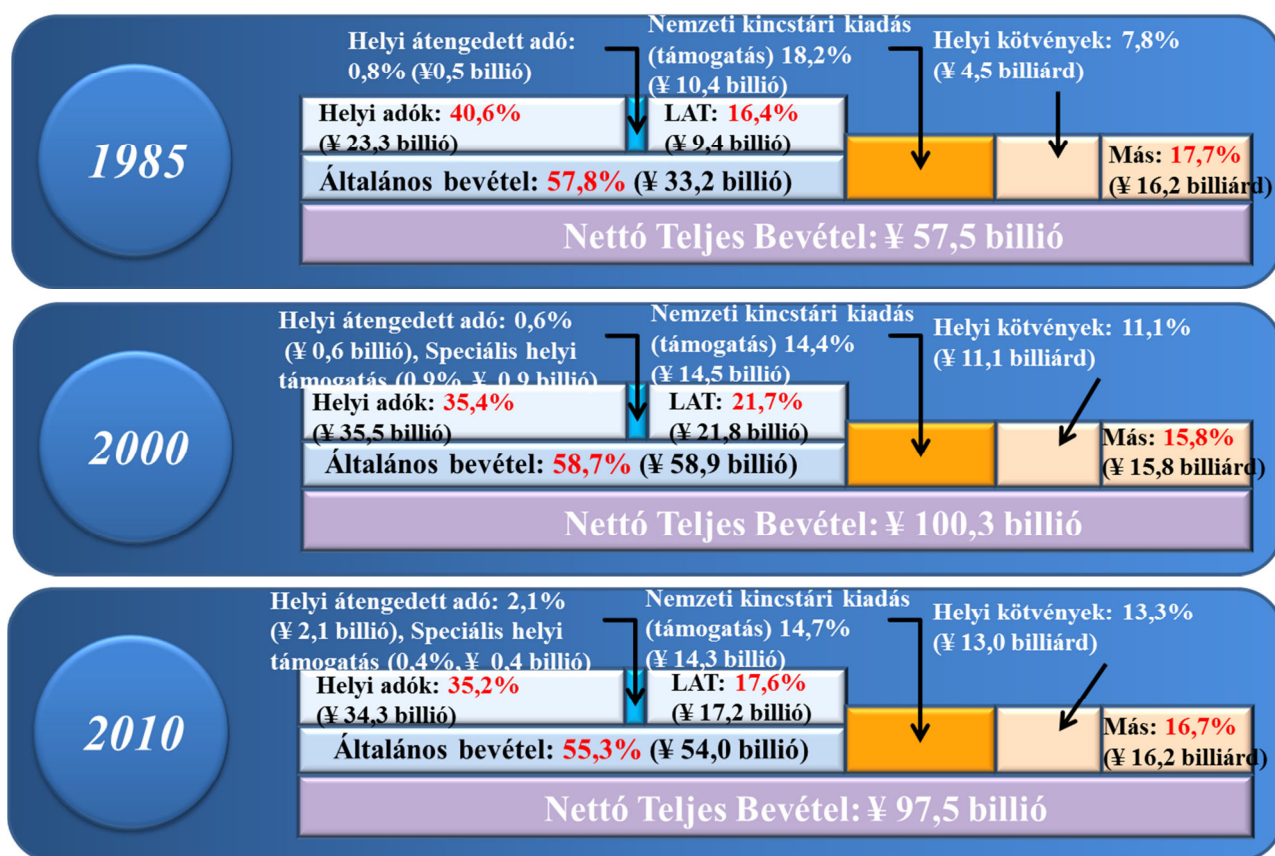 1985
Helyi átengedett adó:
0,8% (¥0,5 billió)
Nemzeti kincstári kiadás
(támogatás) 18,2%
(¥ 10,4 billió)
Helyi kötvények: 7,8%
(¥ 4,5 billiárd)
Helyi adók: 40,6%
(¥ 23,3 billió)
LAT: 16,4%
(¥ 9,4 billió)
Más: 17,7%
(¥ 16,2 billiárd)
Általános bevétel: 57,8% (¥ 33,2 billió)
Nettó Teljes Bevétel: ¥ 57,5 billió
2000
Helyi átengedett adó: 0,6%
(¥ 0,6 billió), Speciális helyi
támogatás (0,9%, ¥ 0,9 billió)
Nemzeti kincstári kiadás
(támogatás) 14,4%
(¥ 14,5 billió)
Helyi kötvények: 11,1%
(¥ 11,1 billiárd)
Helyi adók: 35,4%
(¥ 35,5 billió)
LAT: 21,7%
(¥ 21,8 billió)
Más: 15,8%
(¥ 15,8 billiárd)
Általános bevétel: 58,7% (¥ 58,9 billió)
Nettó Teljes Bevétel: ¥ 100,3 billió
2010
Helyi átengedett adó: 2,1%
(¥ 2,1 billió), Speciális helyi
támogatás (0,4%, ¥ 0,4 billió)
Nemzeti kincstári kiadás
(támogatás) 14,7%
(¥ 14,3 billió)
Helyi kötvények: 13,3%
(¥ 13,0 billiárd)
Helyi adók: 35,2%
(¥ 34,3 billió)
LAT: 17,6%
(¥ 17,2 billió)
Más: 16,7%
(¥ 16,2 billiárd)
Általános bevétel: 55,3% (¥ 54,0 billió)
Nettó Teljes Bevétel: ¥ 97,5 billió